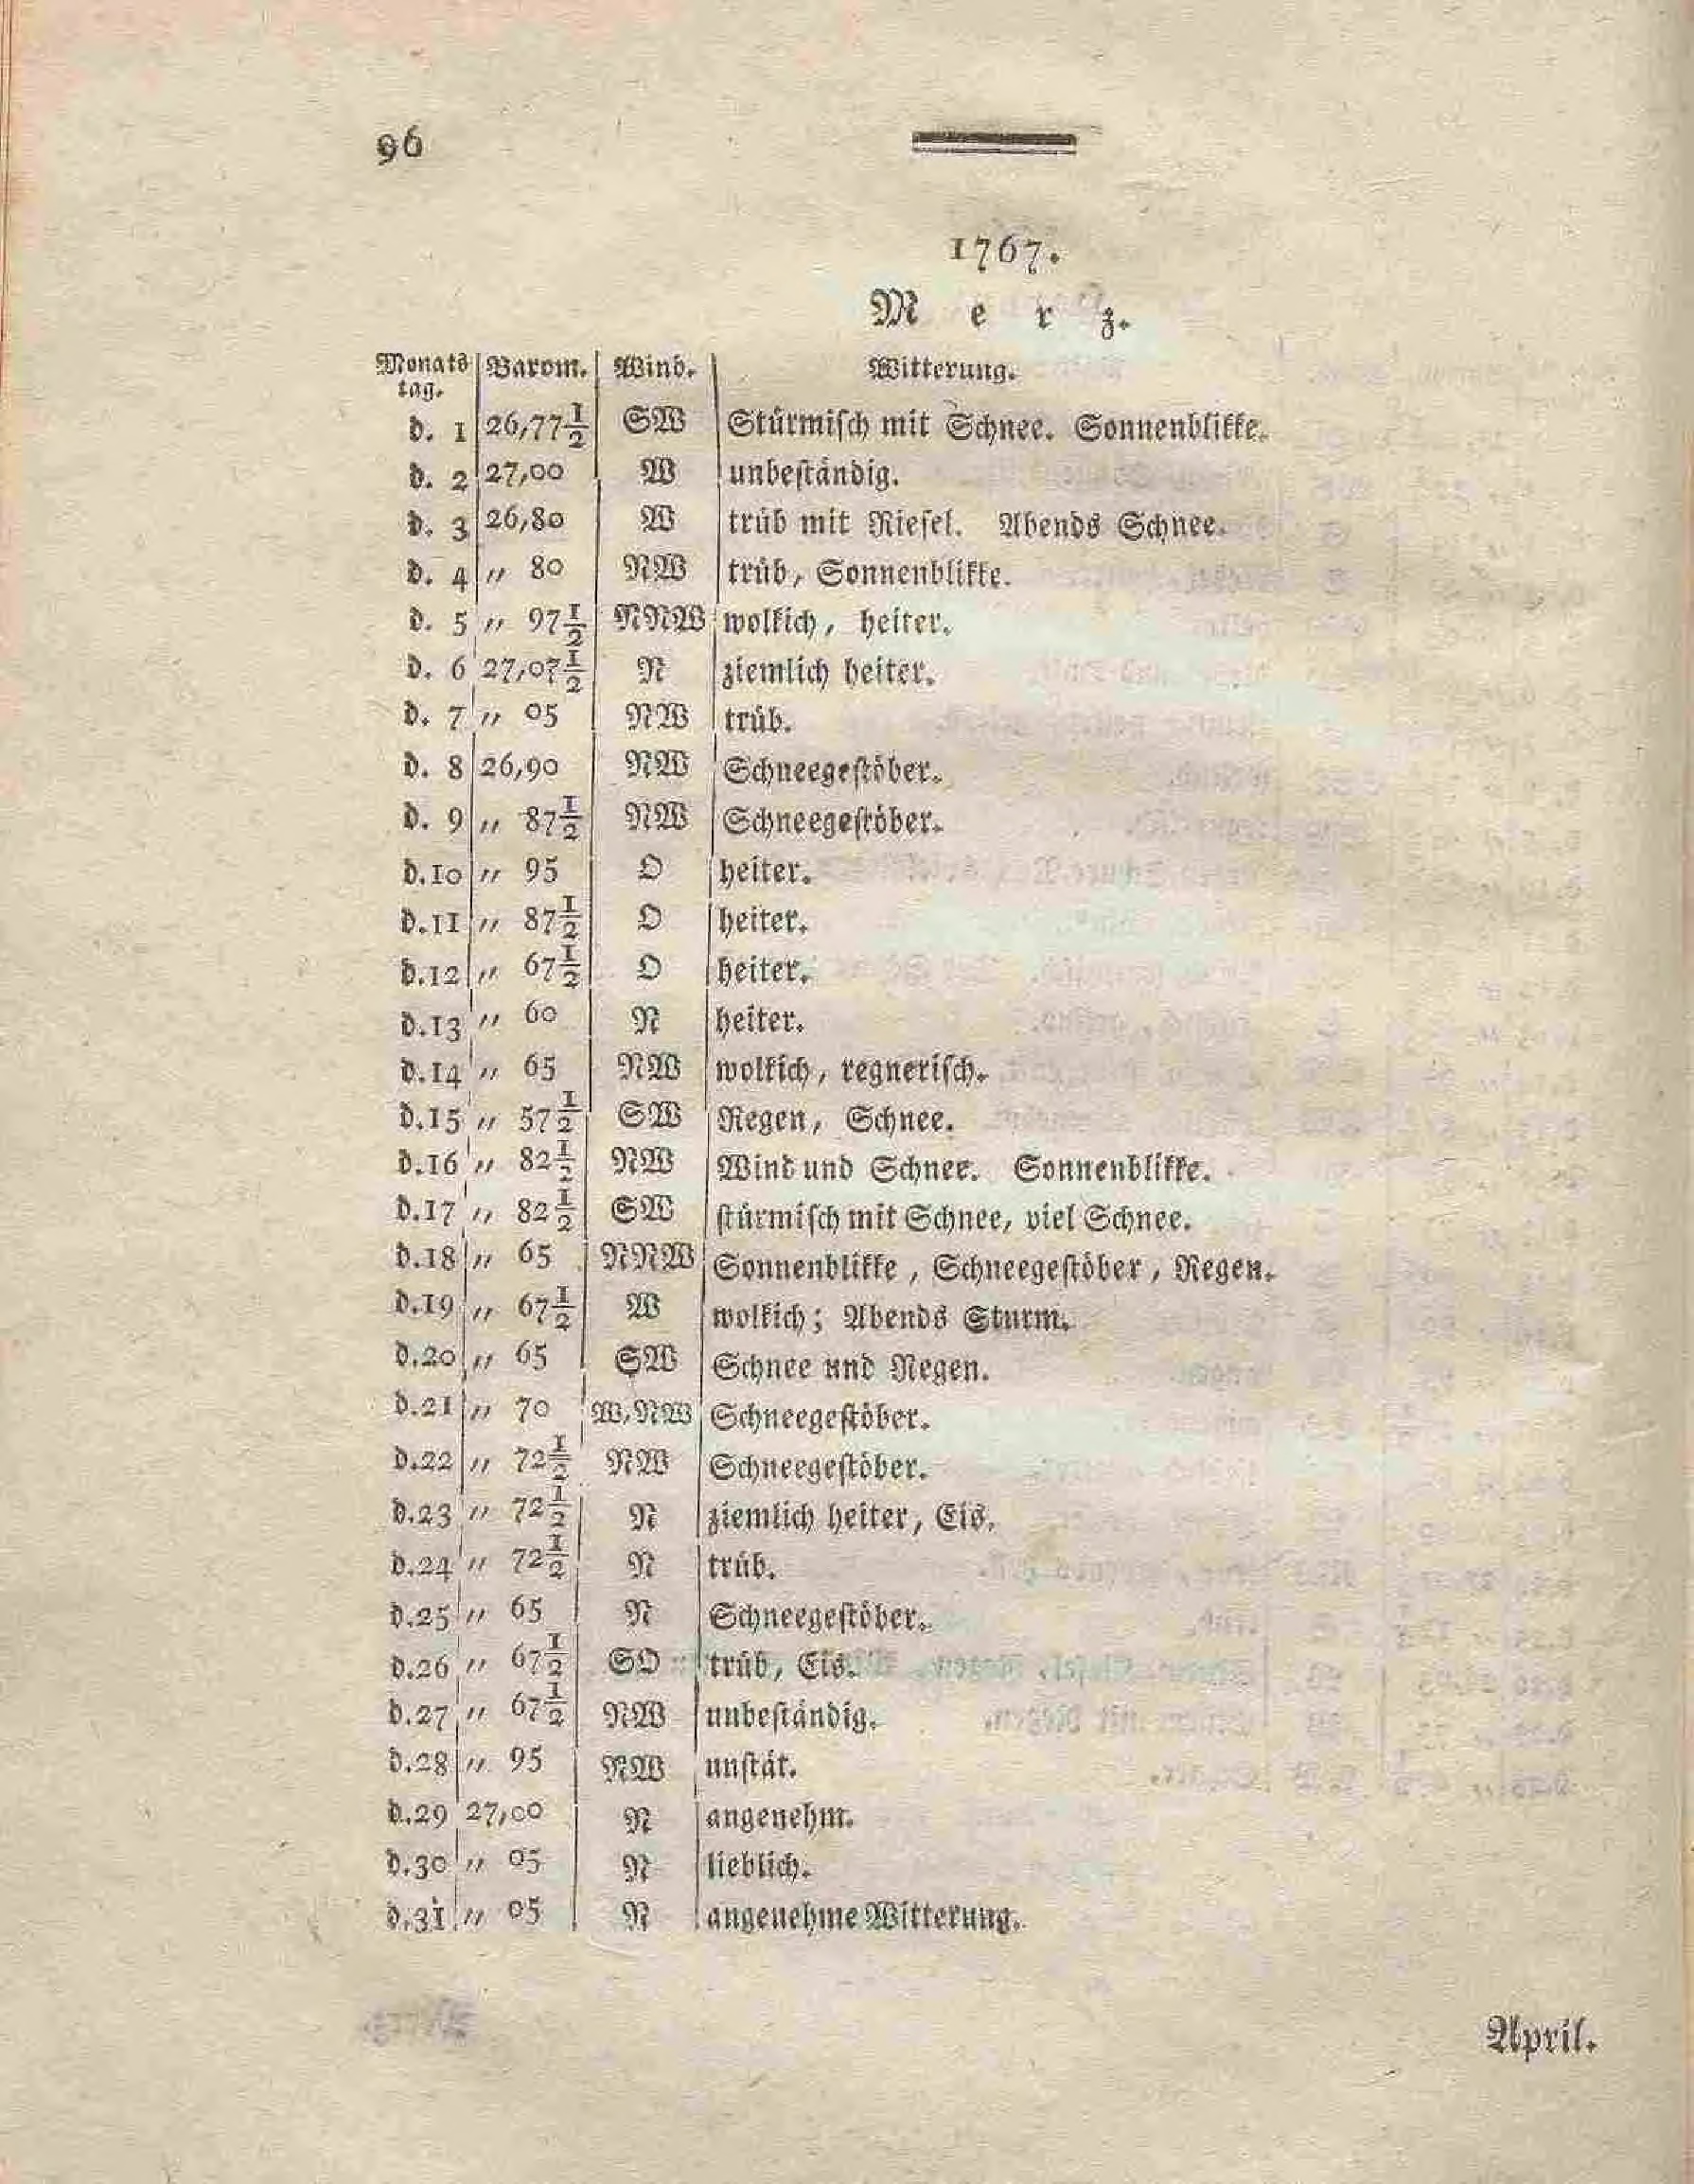 96
1767.
M e r z.
Monats Barom. Wind. Witterung.
tag.
d. 1 26,77½ SW Stürmiſch mit Schnee. Sonnenblikke.
d. 2 27,00 W unbeſtändig.
d. 3 26,80 W trüb mit Rieſel. Abends Schnee.
d. 4 „ 80 NW trüb, Sonnenblikke.
d. 5 „ 97½ NNW wolkich, heiter.
d. 6 27,07½ N ziemlich heiter.
d. 7 „ 05 NW trüb.
d. 8 26,90 NW Schneegeſtöber.
d. 9 „ 87½ NW Schneegeſtöber.
d.10 „ 95 O heiter.
d.11 „ 87½ O heiter.
d.12 „ 67½ O heiter.
d.13 „ 60 N heiter.
d.14 „ 65 NW wolkich, regneriſch.
d.15 „ 57½ SW Regen, Schnee.
d.16 „ 82½ NW Wind und Schnee. Sonnenblikke.
d.17 „ 82½ SW ſtürmiſch mit Schnee, viel Schnee.
d.18 „ 65 NNW Sonnenblikke, Schneegeſtöber, Regen.
d.19 „ 67½ W wolkich; Abends Sturm.
d.20 „ 65 SW Schnee und Regen.
d.21 „ 70 W,NW Schneegeſtöber.
d.22 „ 72½ NW Schneegeſtöber.
d.23 „ 72½ N ziemlich heiter, Eis.
d.24 „ 72½ N trüb.
d.25 „ 65 N Schneegeſtöber.
d.26 „ 67½ SO trüb, Eis.
d.27 „ 67½ NW unbeſtändig.
d.28 „ 95 NW unſtät.
d.29 27,00 N angenehm.
d.30 „ 05 N lieblich.
d.31 „ 05 N angenehme Witterung.
April.